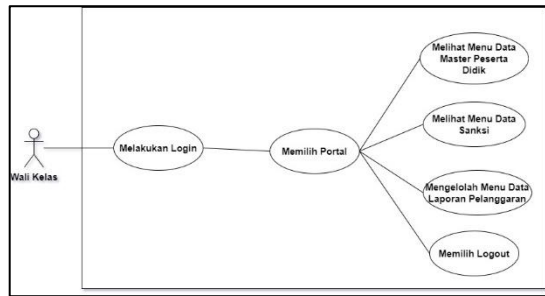 Melihat Menu Data
Master Peserta
Didik
Melihat Menu Data
Sanksi
Melakukan Login
Memilih Portal
Wali Kelas
Mengelolah Menu Data
Laporan Pelanggaran
Memilih Logout